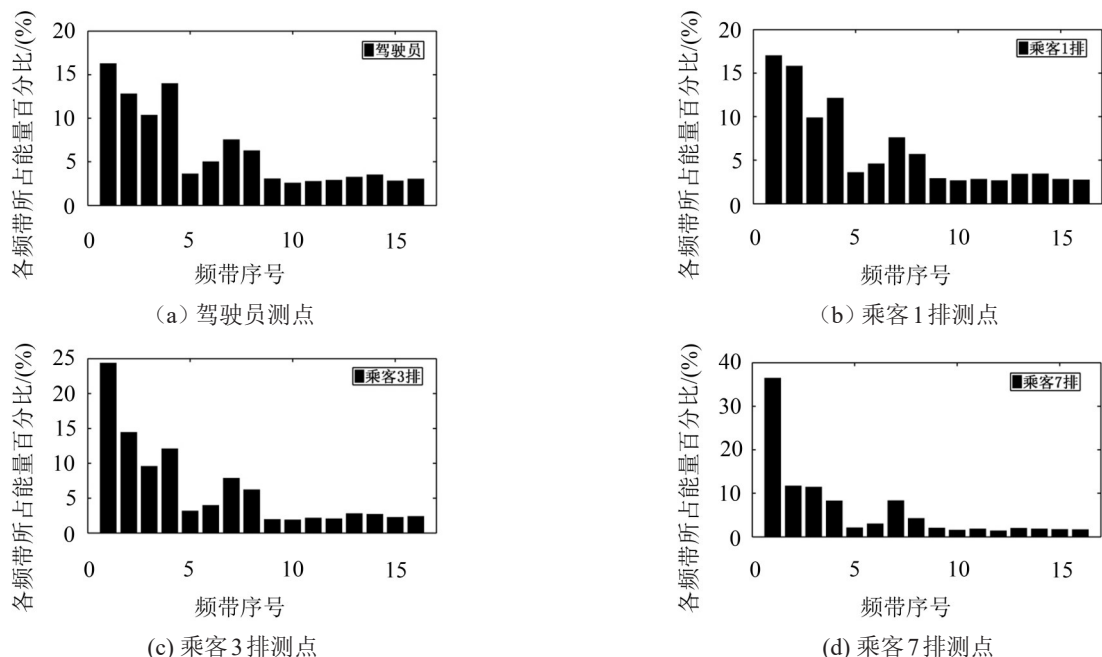 各频带所占能量百分比/(%)
20
15
10
5
0
驾驶员
0 5 10 15
频带序号
(a) 驾驶员测点
各频带所占能量百分比/(%)
20
15
10
5
0
乘客1排
0 5 10 15
频带序号
(b) 乘客1排测点
各频带所占能量百分比/(%)
25
20
15
10
5
0
乘客3排
0 5 10 15
频带序号
(c) 乘客3排测点
各频带所占能量百分比/(%)
40
30
20
10
0
乘客7排
0 5 10 15
频带序号
(d) 乘客7排测点